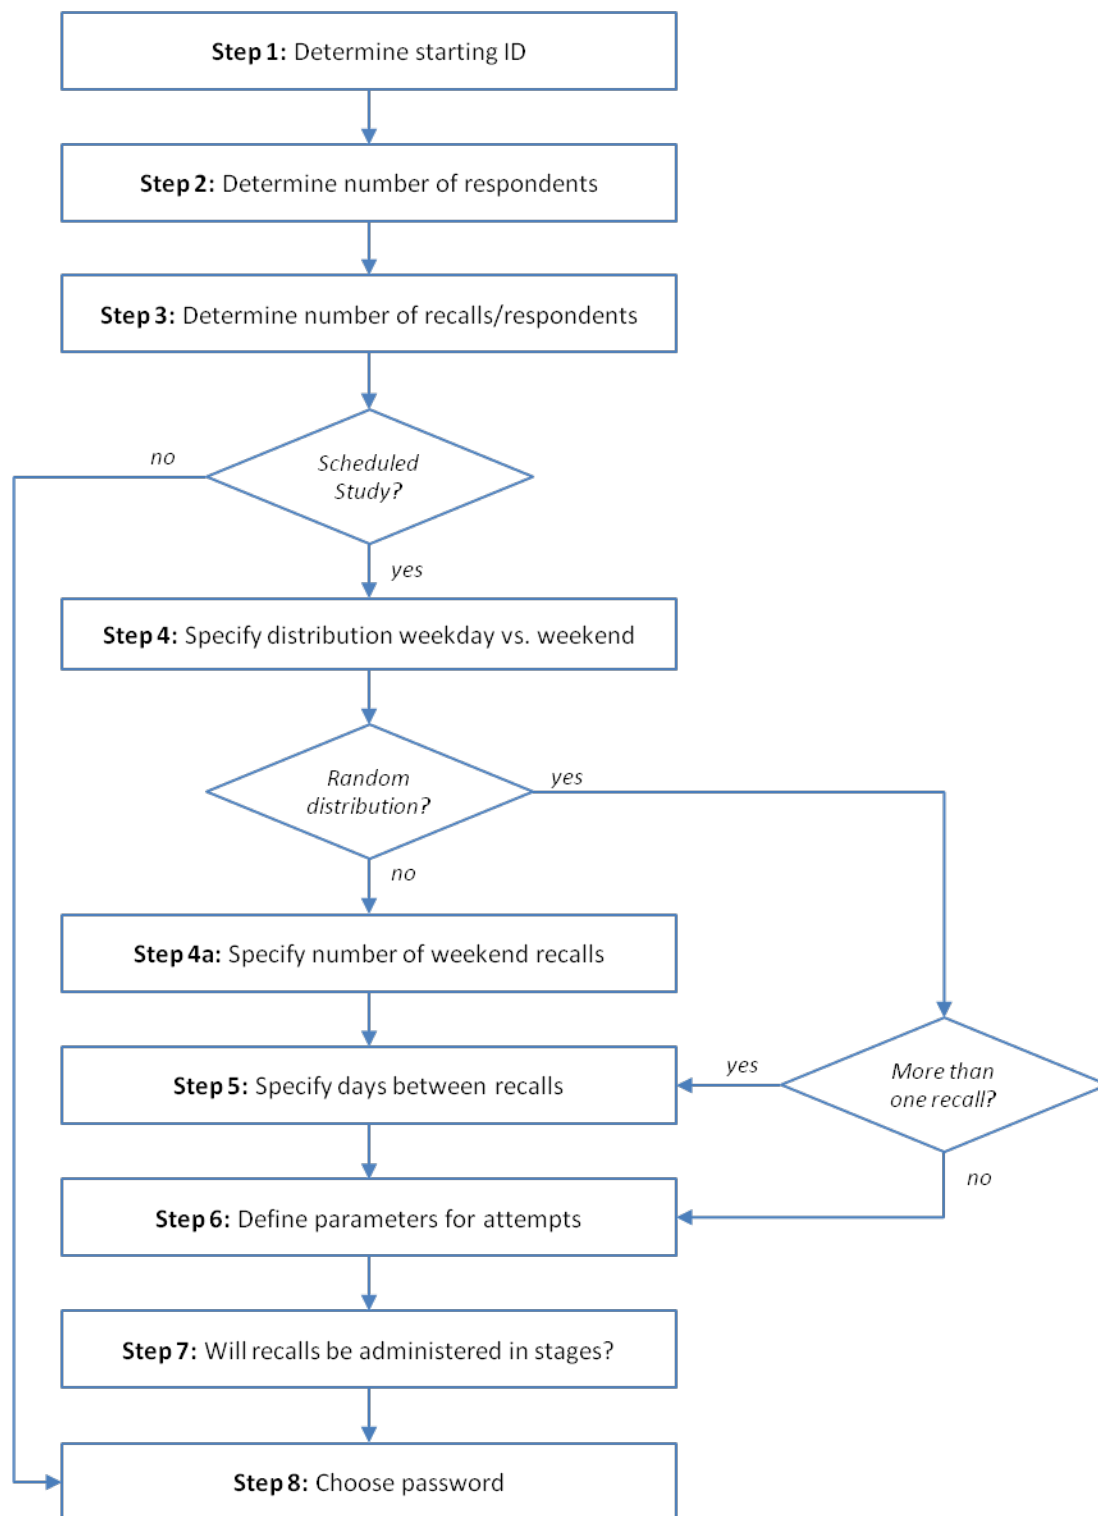 Step 1: Determine starting ID
Step 2: Determine number of respondents
Step 3: Determine number of recalls/respondents
no
Scheduled
Study?
yes
Step 4: Specify distribution weekday vs. weekend
Random
distribution?
yes
no
Step 4a: Specify number of weekend recalls
Step 5: Specify days between recalls
yes
More than
one recall?
no
Step 6: Define parameters for attempts
Step 7: Will recalls be administered in stages?
Step 8: Choose password